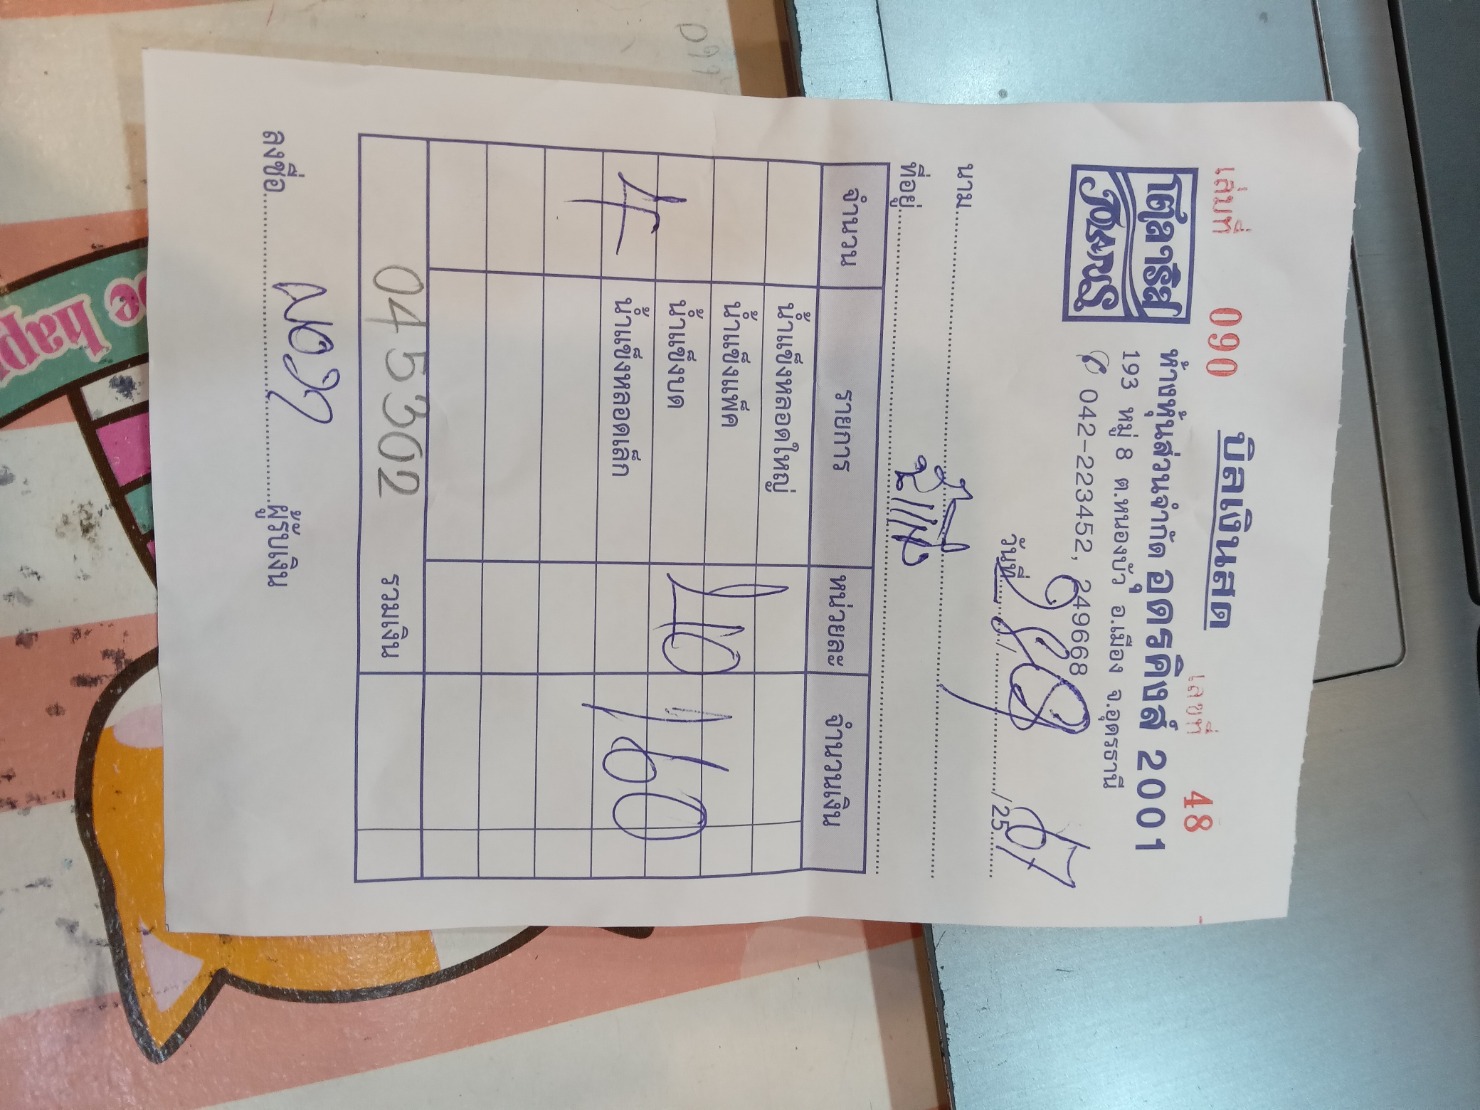 เล่มที่ 090 บิลเงินสด เลขที่ 48
โตลาริส POLARIS
ห้างหุ้นส่วนจำกัด อุดรคิงส์ 2001
193 หมู่ 8 ต.หนองบัว อ.เมือง จ.อุดรธานี
042-223452, 249668
วันที่ /25 67
นาม
ที่อยู่
จำนวน รายการ หน่วยละ จำนวนเงิน
น้ำแข็งหลอดใหญ่
น้ำแข็งแพ็ค
น้ำแข็งบด
4 น้ำแข็งหลอดเล็ก 40 160
045302 รวมเงิน
ลงชื่อ ผู้รับเงิน
be hap